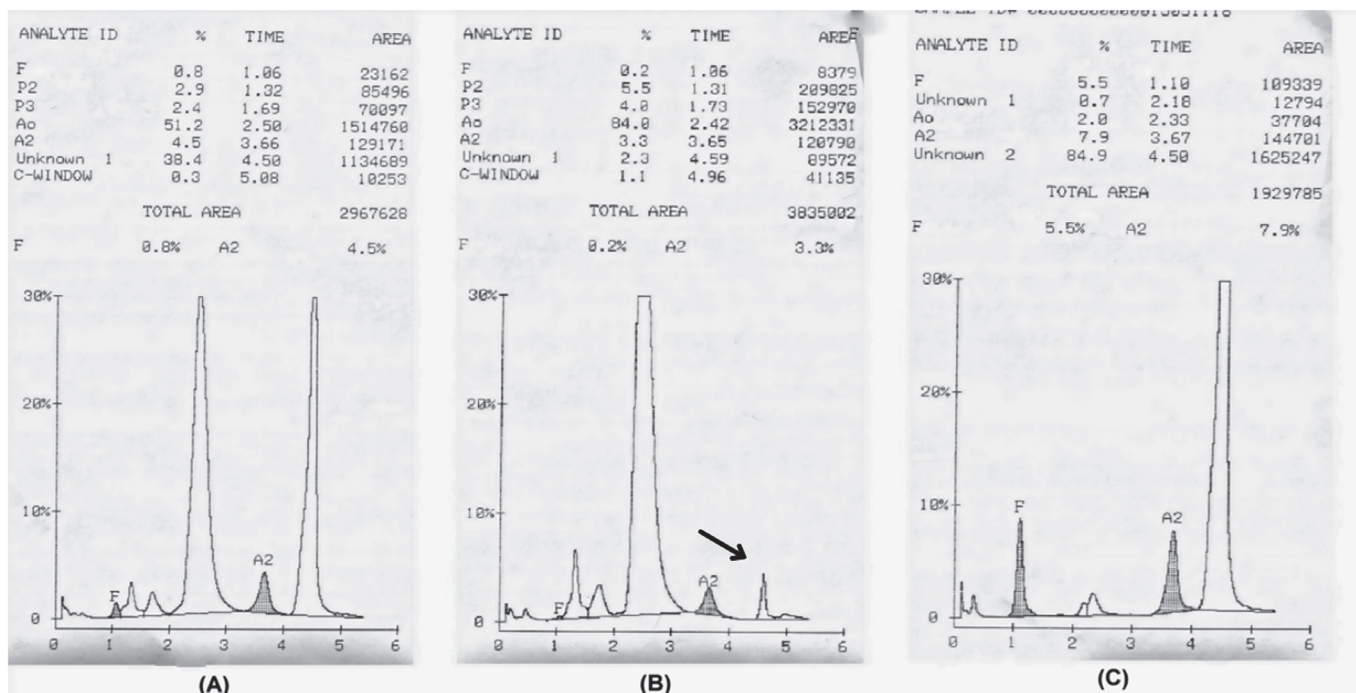 ANALYTE ID % TIME AREA
F 0.8 1.06 23162
P2 2.9 1.32 85496
P3 2.4 1.69 70097
Ao 51.2 2.50 1514760
A2 4.5 3.66 129171
Unknown 1 38.4 4.50 1134689
C-WINDOW 0.3 5.08 10253
TOTAL AREA 2967628
F 0.8% A2 4.5%
30%
20%
10%
0
F
A2
0 1 2 3 4 5 6
(A)
ANALYTE ID % TIME AREA
F 0.2 1.06 8379
P2 5.5 1.31 209825
P3 4.0 1.73 152970
Ao 84.0 2.42 3212331
A2 3.3 3.65 120790
Unknown 1 2.3 4.59 89572
C-WINDOW 1.1 4.96 41135
TOTAL AREA 3835002
F 0.2% A2 3.3%
30%
20%
10%
0
F
A2
0 1 2 3 4 5 6
(B)
ANALYTE ID % TIME AREA
F 5.5 1.10 109339
Unknown 1 0.7 2.18 12794
Ao 2.0 2.33 37704
A2 7.9 3.67 144701
Unknown 2 84.9 4.50 1625247
TOTAL AREA 1929785
F 5.5% A2 7.9%
30%
20%
10%
0
F
A2
0 1 2 3 4 5 6
(C)